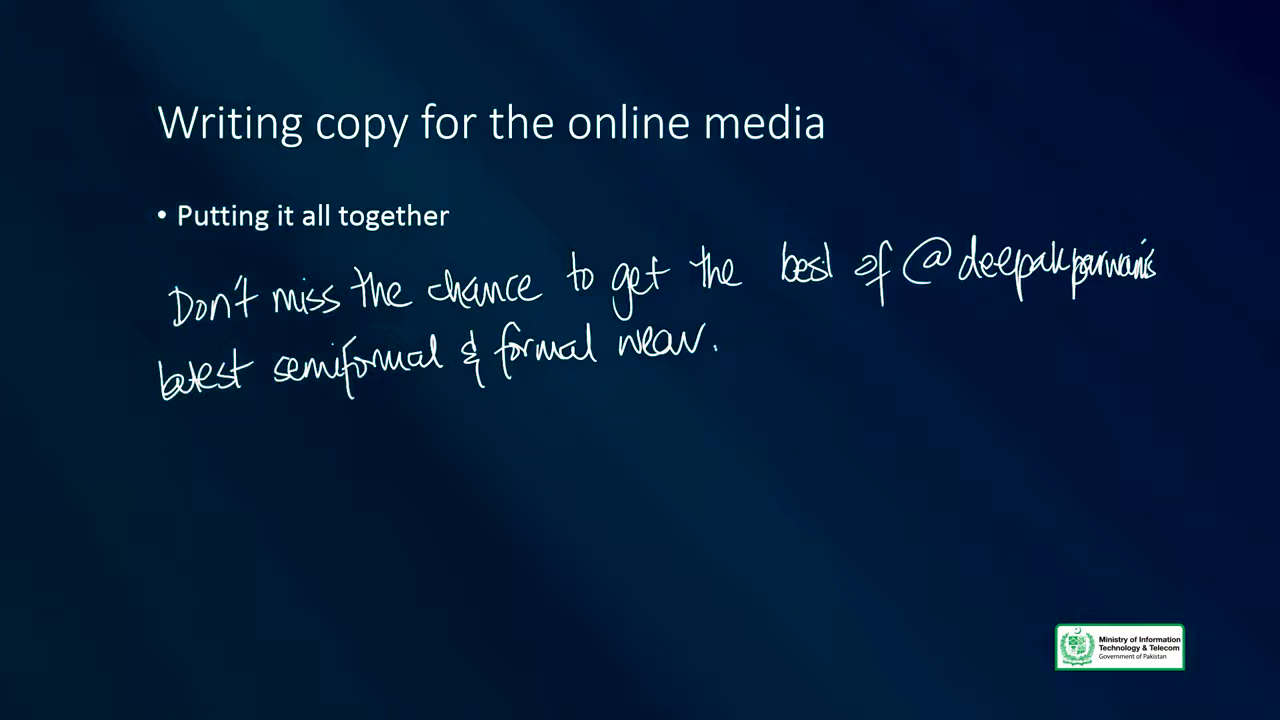 Writing copy for the online media
• Putting it all together
Don't miss the chance to get the best of @deepakperwani's
latest semiformal & formal wear.
Ministry of Information
Technology & Telecom
Government of Pakistan